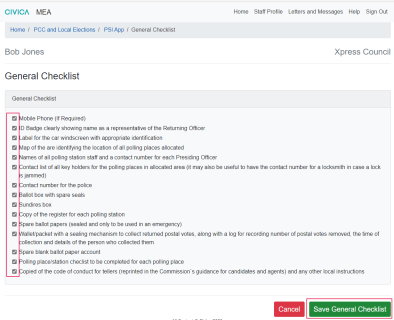 CIVICA MEA Home Staff Profile Letters and Messages Help Sign Out
Home / PCC and Local Elections / PSI App / General Checklist
Bob Jones Xpress Council
General Checklist
General Checklist
Mobile Phone (If Required)
ID Badge clearly showing name as a representative of the Returning Officer
Label for the car windscreen with appropriate identification
Map of the are identifying the location of all polling places allocated
Names of all polling station staff and a contact number for each Presiding Officer
Contact list of all key holders for the polling places in allocated area (it may also be useful to have the contact number for a locksmith in case a lock
is jammed)
Contact number for the police
Ballot box with spare seals
Sundires box
Copy of the register for each polling station
Spare ballot papers (sealed and only to be used in an emergency)
Wallet/packet with a sealing mechanism to collect returned postal votes, along with a log for recording number of postal votes removed, the time of
collection and details of the person who collected them
Spare blank ballot paper account
Polling place/station checlist to be completed for each polling place
Copied of the code of conduct for tellers (reprinted in the Commission's guidance for candidates and agents) and any other local instructions
Cancel Save General Checklist